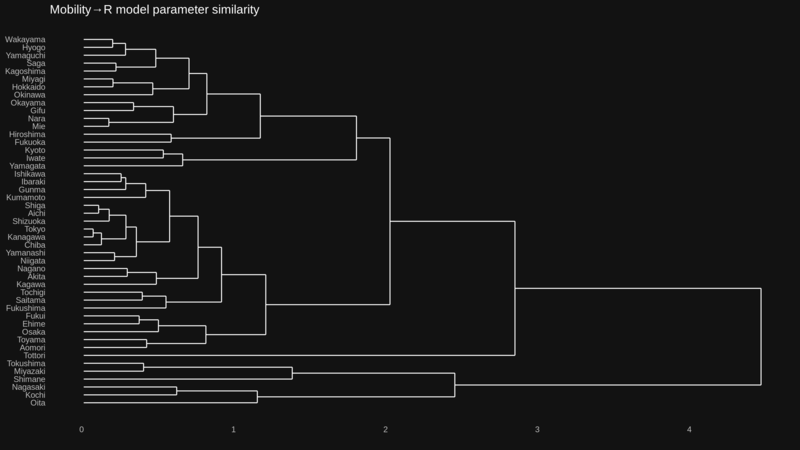 Mobility→R model parameter similarity
Wakayama
Hyogo
Yamaguchi
Saga
Kagoshima
Miyagi
Hokkaido
Okinawa
Okayama
Gifu
Nara
Mie
Hiroshima
Fukuoka
Kyoto
Iwate
Yamagata
Ishikawa
Ibaraki
Gunma
Kumamoto
Shiga
Aichi
Shizuoka
Tokyo
Kanagawa
Chiba
Yamanashi
Niigata
Nagano
Akita
Kagawa
Tochigi
Saitama
Fukushima
Fukui
Ehime
Osaka
Toyama
Aomori
Tottori
Tokushima
Miyazaki
Shimane
Nagasaki
Kochi
Oita
0 1 2 3 4